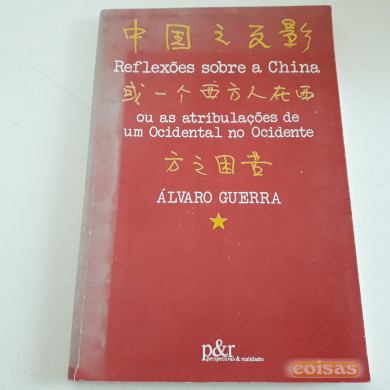 中国之反影
Reflexões sobre a China
或一个西方人在西
ou as atribulações de
um Ocidental no Ocidente
方之困苦
ÁLVARO GUERRA
p&r
perspectivas & realidades
coisas